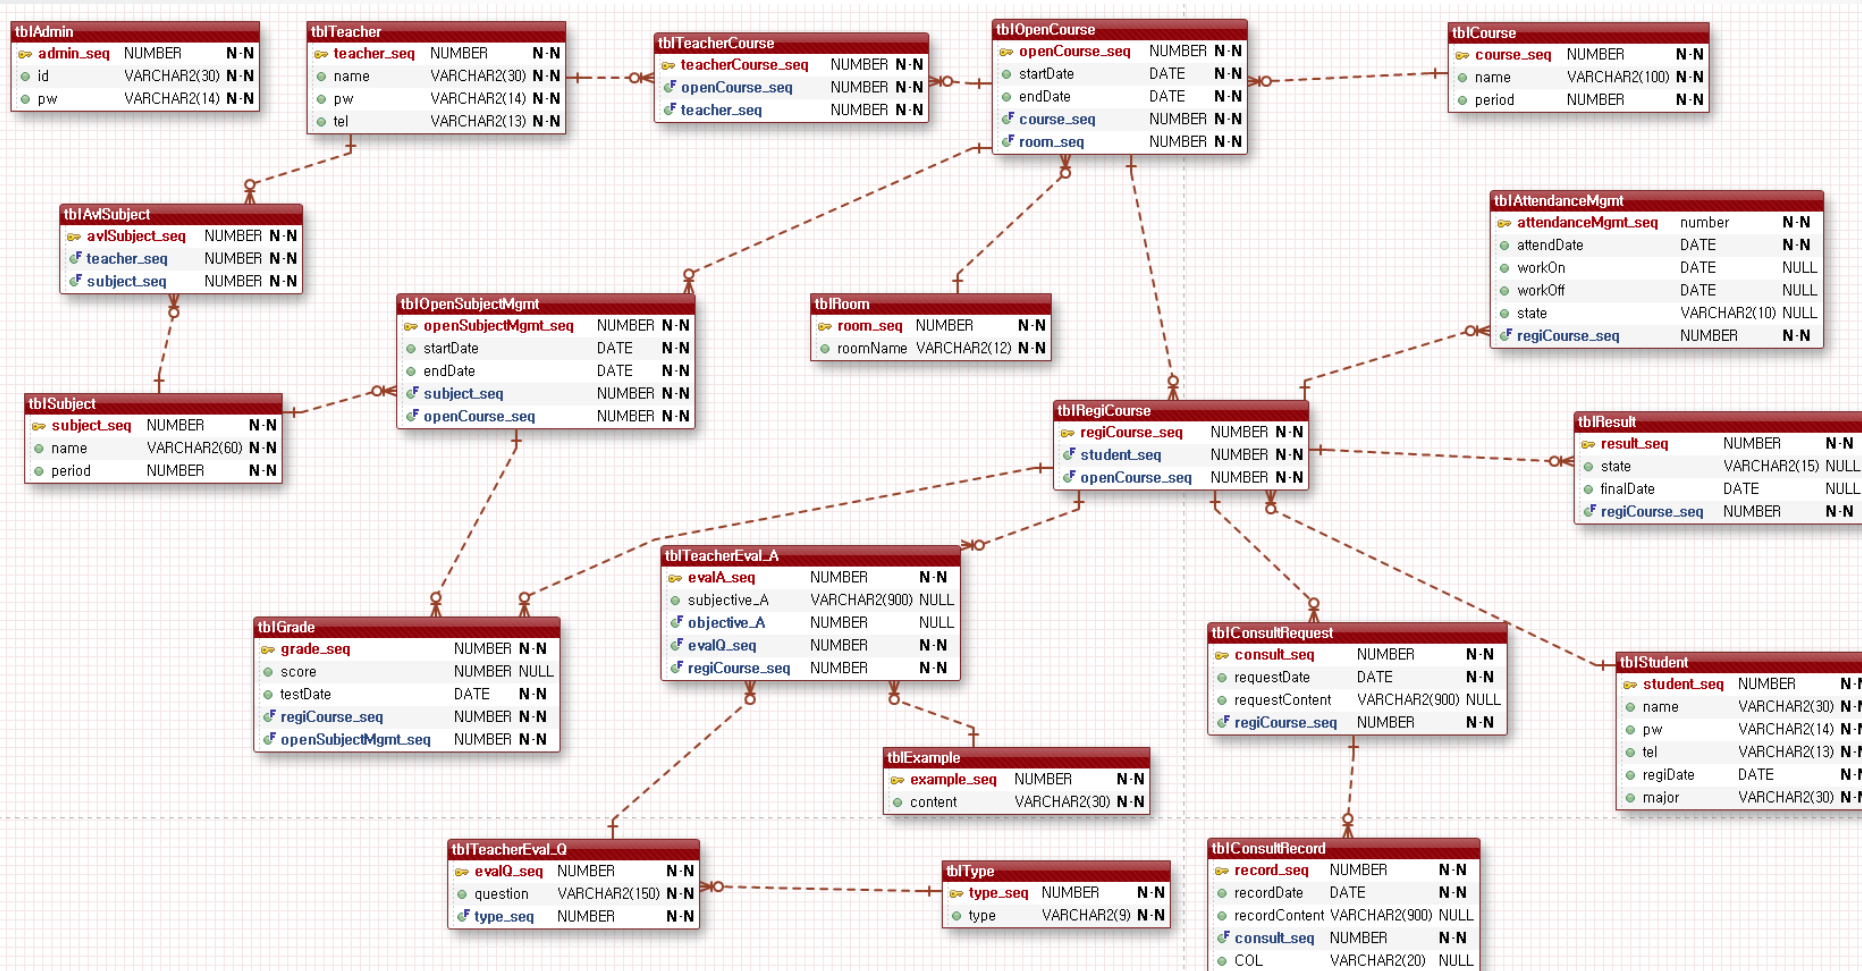 tblAdmin
admin_seq NUMBER N-N
id VARCHAR2(30) N-N
pw VARCHAR2(14) N-N
tblTeacher
teacher_seq NUMBER N-N
name VARCHAR2(30) N-N
pw VARCHAR2(14) N-N
tel VARCHAR2(13) N-N
tblTeacherCourse
teacherCourse_seq NUMBER N-N
openCourse_seq NUMBER N-N
teacher_seq NUMBER N-N
tblOpenCourse
openCourse_seq NUMBER N-N
startDate DATE N-N
endDate DATE N-N
course_seq NUMBER N-N
room_seq NUMBER N-N
tblCourse
course_seq NUMBER N-N
name VARCHAR2(100) N-N
period NUMBER N-N
tblAvlSubject
avlSubject_seq NUMBER N-N
teacher_seq NUMBER N-N
subject_seq NUMBER N-N
tblAttendanceMgmt
attendanceMgmt_seq number N-N
attendDate DATE N-N
workOn DATE NULL
workOff DATE NULL
state VARCHAR2(10) NULL
regiCourse_seq NUMBER N-N
tblOpenSubjectMgmt
openSubjectMgmt_seq NUMBER N-N
startDate DATE N-N
endDate DATE N-N
subject_seq NUMBER N-N
openCourse_seq NUMBER N-N
tblRoom
room_seq NUMBER N-N
roomName VARCHAR2(12) N-N
tblSubject
subject_seq NUMBER N-N
name VARCHAR2(60) N-N
period NUMBER N-N
tblRegiCourse
regiCourse_seq NUMBER N-N
student_seq NUMBER N-N
openCourse_seq NUMBER N-N
tblResult
result_seq NUMBER N-N
state VARCHAR2(15) NULL
finalDate DATE NULL
regiCourse_seq NUMBER N-N
tblTeacherEval_A
evalA_seq NUMBER N-N
subjective_A VARCHAR2(900) NULL
objective_A NUMBER NULL
evalQ_seq NUMBER N-N
regiCourse_seq NUMBER N-N
tblGrade
grade_seq NUMBER N-N
score NUMBER NULL
testDate DATE N-N
regiCourse_seq NUMBER N-N
openSubjectMgmt_seq NUMBER N-N
tblConsultRequest
consult_seq NUMBER N-N
requestDate DATE N-N
requestContent VARCHAR2(900) NULL
regiCourse_seq NUMBER N-N
tblStudent
student_seq NUMBER N-N
name VARCHAR2(30) N-N
pw VARCHAR2(14) N-N
tel VARCHAR2(13) N-N
regiDate DATE N-N
major VARCHAR2(30) N-N
tblExample
example_seq NUMBER N-N
content VARCHAR2(30) N-N
tblTeacherEval_Q
evalQ_seq NUMBER N-N
question VARCHAR2(150) N-N
type_seq NUMBER N-N
tblType
type_seq NUMBER N-N
type VARCHAR2(9) N-N
tblConsultRecord
record_seq NUMBER N-N
recordDate DATE N-N
recordContent VARCHAR2(900) NULL
consult_seq NUMBER N-N
COL VARCHAR2(20) NULL